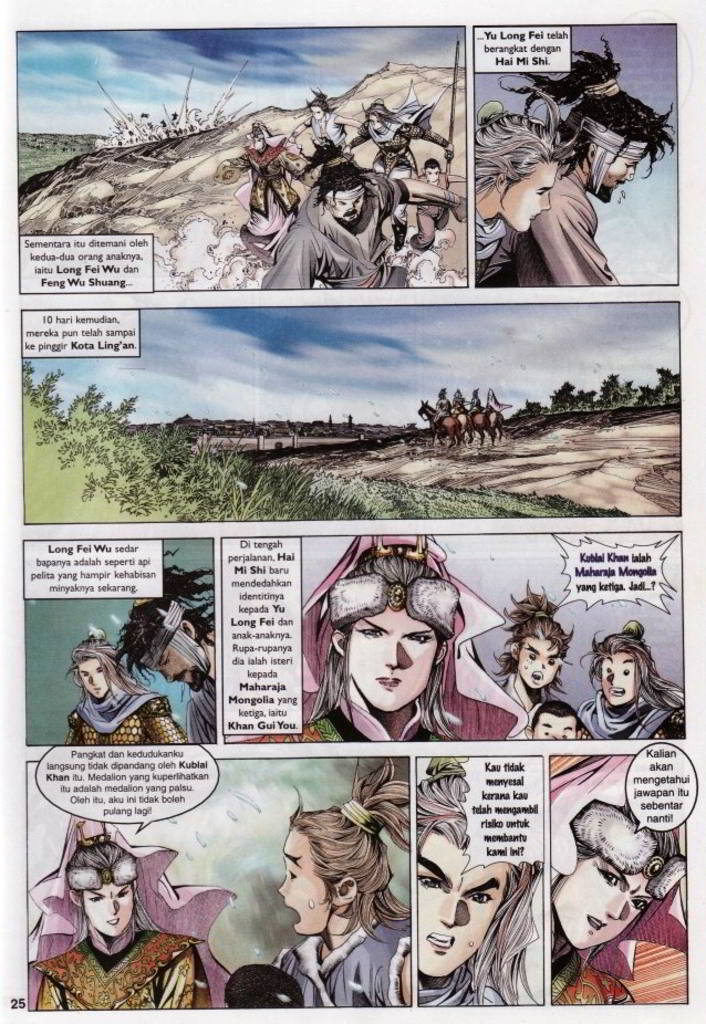 Sementara itu ditemani oleh
kedua-dua orang anaknya,
iaitu Long Fei Wu dan
Feng Wu Shuang...
...Yu Long Fei telah
berangkat dengan
Hai Mi Shi.
10 hari kemudian,
mereka pun telah sampai
ke pinggir Kota Ling'an.
Long Fei Wu sedar
bapanya adalah seperti api
pelita yang hampir kehabisan
minyaknya sekarang.
Di tengah
perjalanan, Hai
Mi Shi baru
mendedahkan
identitinya
kepada Yu
Long Fei dan
anak-anaknya.
Rupa-rupanya
dia ialah isteri
kepada
Maharaja
Mongolia yang
ketiga, iaitu
Khan Gui You.
Kublai Khan ialah
Maharaja Mongolia
yang ketiga. Jadi...?
Pangkat dan kedudukanku
langsung tidak dipandang oleh Kublai
Khan itu. Medalion yang kuperlihatkan
itu adalah medalion yang palsu.
Oleh itu, aku ini tidak boleh
pulang lagi!
Kau tidak
menyesal
kerana kau
telah mengambil
risiko untuk
membantu
kami ini?
Kalian
akan
mengetahui
jawapan itu
sebentar
nanti!
25